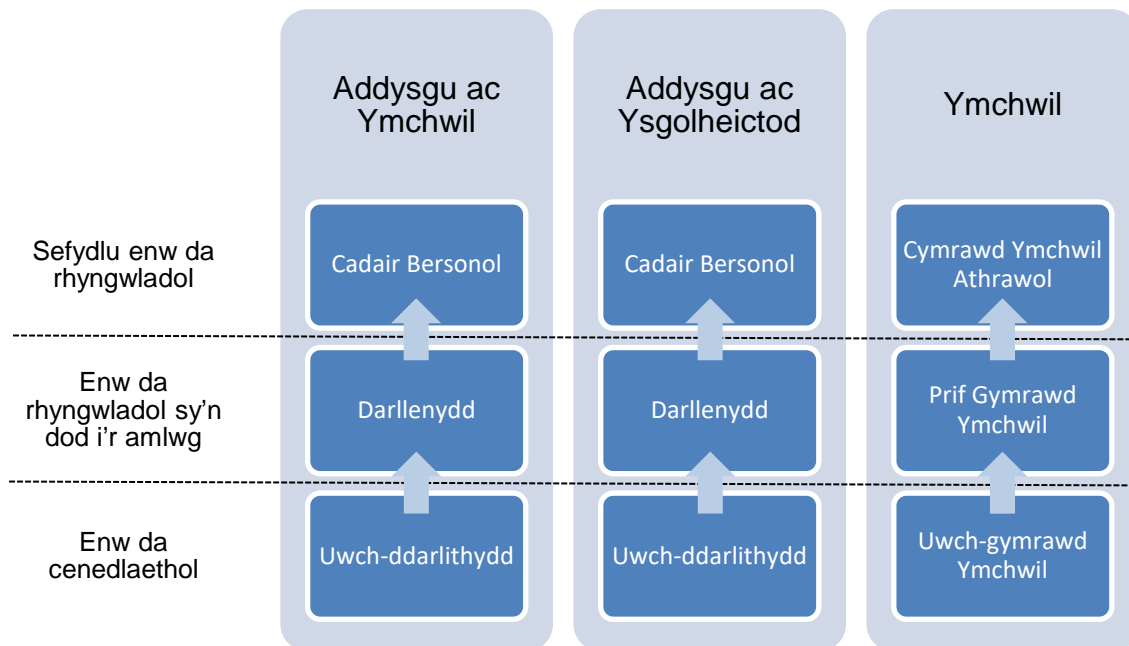 Addysgu ac
Ymchwil
Addysgu ac
Ysgolheictod
Ymchwil
Sefydlu enw da
rhyngwladol
Cadair Bersonol
Cadair Bersonol
Cymrawd Ymchwil
Athrawol
Enw da
rhyngwladol sy'n
dod i'r amlwg
Darllenydd
Darllenydd
Prif Gymrawd
Ymchwil
Enw da
cenedlaethol
Uwch-ddarlithydd
Uwch-ddarlithydd
Uwch-gymrawd
Ymchwil